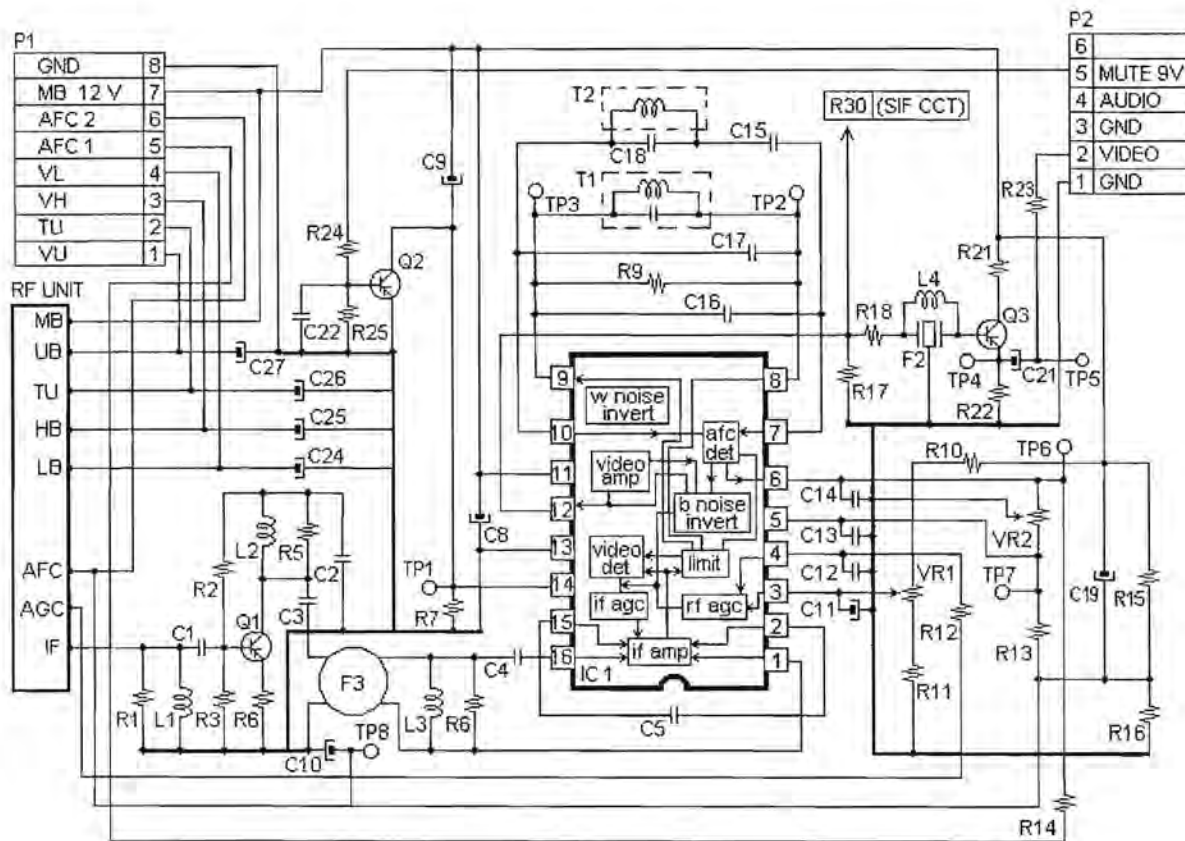 P1
GND 8
MB 12 V 7
AFC 2 6
AFC 1 5
VL 4
VH 3
TU 2
VU 1
P2
6
5 MUTE 9V
4 AUDIO
3 GND
2 VIDEO
1 GND
RF UNIT
MB
UB
TU
HB
LB
AFC
AGC
IF
R24
Q2
C22
R25
C27
C26
C25
C24
C9
C8
T2
C18
C15
T1
TP3
TP2
C17
R9
C16
R30 (SIF CCT)
R23
R21
L4
R18
Q3
F2
TP4
C21
TP5
R17
R22
9
8
w noise invert
10
7
afc det
11
video amp
6
12
b noise invert
5
13
video det
limit
4
14
if agc
rf agc
3
15
2
16
if amp
1
IC 1
R10
TP6
C14
C13
VR2
C12
VR1
TP7
C11
R12
C19
R15
R13
R11
R16
R14
L2
R5
C2
R2
C3
Q1
C1
TP1
R7
R1
L1
R3
R6
F3
C4
L3
R6
C5
C10
TP8